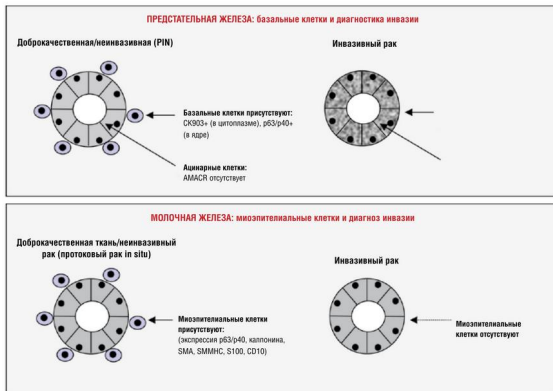 ПРЕДСТАТЕЛЬНАЯ ЖЕЛЕЗА: базальные клетки и диагностика инвазии
Доброкачественная/неинвазивная (PIN)
Инвазивный рак
Базальные клетки присутствуют:
CK903+ (в цитоплазме), p63/p40+
(в ядре)
Ацинарные клетки:
AMACR отсутствует
МОЛОЧНАЯ ЖЕЛЕЗА: миоэпителиальные клетки и диагноз инвазии
Доброкачественная ткань/неинвазивный
рак (протоковый рак in situ)
Инвазивный рак
Миоэпителиальные клетки
присутствуют:
(экспрессия p63/p40, калпонина,
SMA, SMMHC, S100, CD10)
Миоэпителиальные
клетки отсутствуют